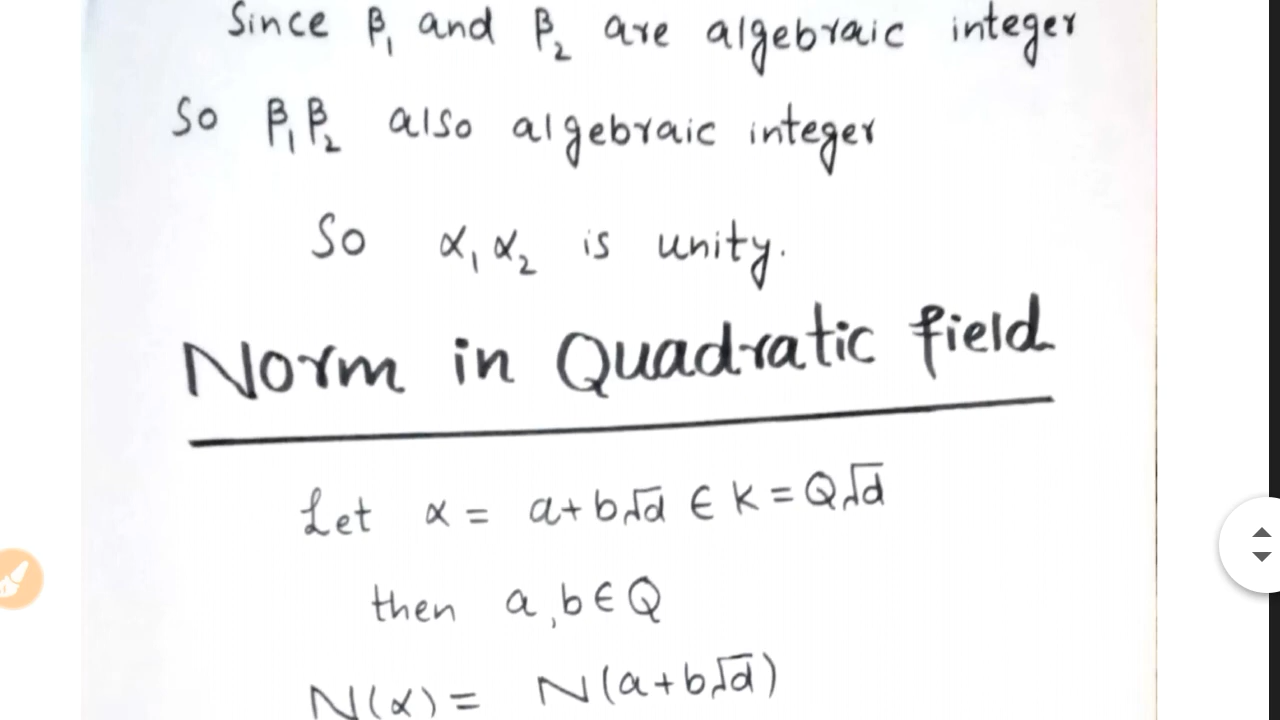 Since β₁ and β₂ are algebraic integer
So β₁β₂ also algebraic integer
So α₁α₂ is unity.
Norm in Quadratic field
Let α = a+b√d ∈ K = Q√d
then a,b ∈ Q
N(α) = N(a+b√d)